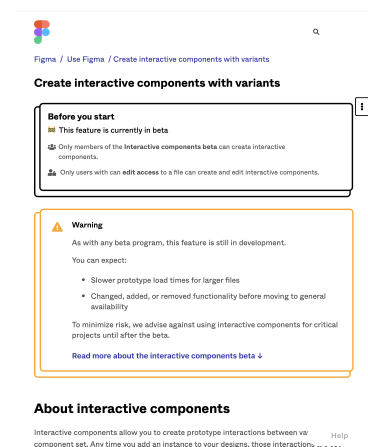 Figma / Use Figma / Create interactive components with variants
Create interactive components with variants
Before you start
This feature is currently in beta
Only members of the Interactive components beta can create interactive
components.
Only users with can edit access to a file can create and edit interactive components.
Warning
As with any beta program, this feature is still in development.
You can expect:
• Slower prototype load times for larger files
• Changed, added, or removed functionality before moving to general
availability
To minimize risk, we advise against using interactive components for critical
projects until after the beta.
Read more about the interactive components beta ↓
About interactive components
Interactive components allow you to create prototype interactions between va
Help
component set. Any time you add an instance to your designs, those interaction